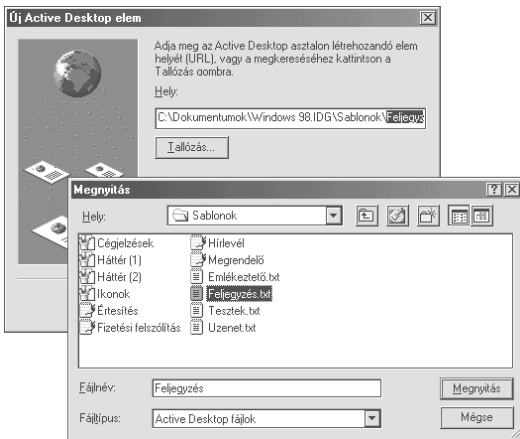 Új Active Desktop elem
Adja meg az Active Desktop asztalon létrehozandó elem
helyét (URL), vagy a megkereséséhez kattintson a
Tallózás gombra.
Hely:
C:\Dokumentumok\Windows 98.IDG\Sablonok\Feljegyz
Tallózás...
Megnyitás
Hely:
Sablonok
Cégjelzések
Háttér (1)
Háttér (2)
Ikonok
Értesítés
Fizetési felszólítás
Hírlevél
Megrendelő
Emlékeztető.txt
Feljegyzés.txt
Tesztek.txt
Uzenet.txt
Fájlnév:
Feljegyzés
Megnyitás
Fájltípus:
Active Desktop fájlok
Mégse